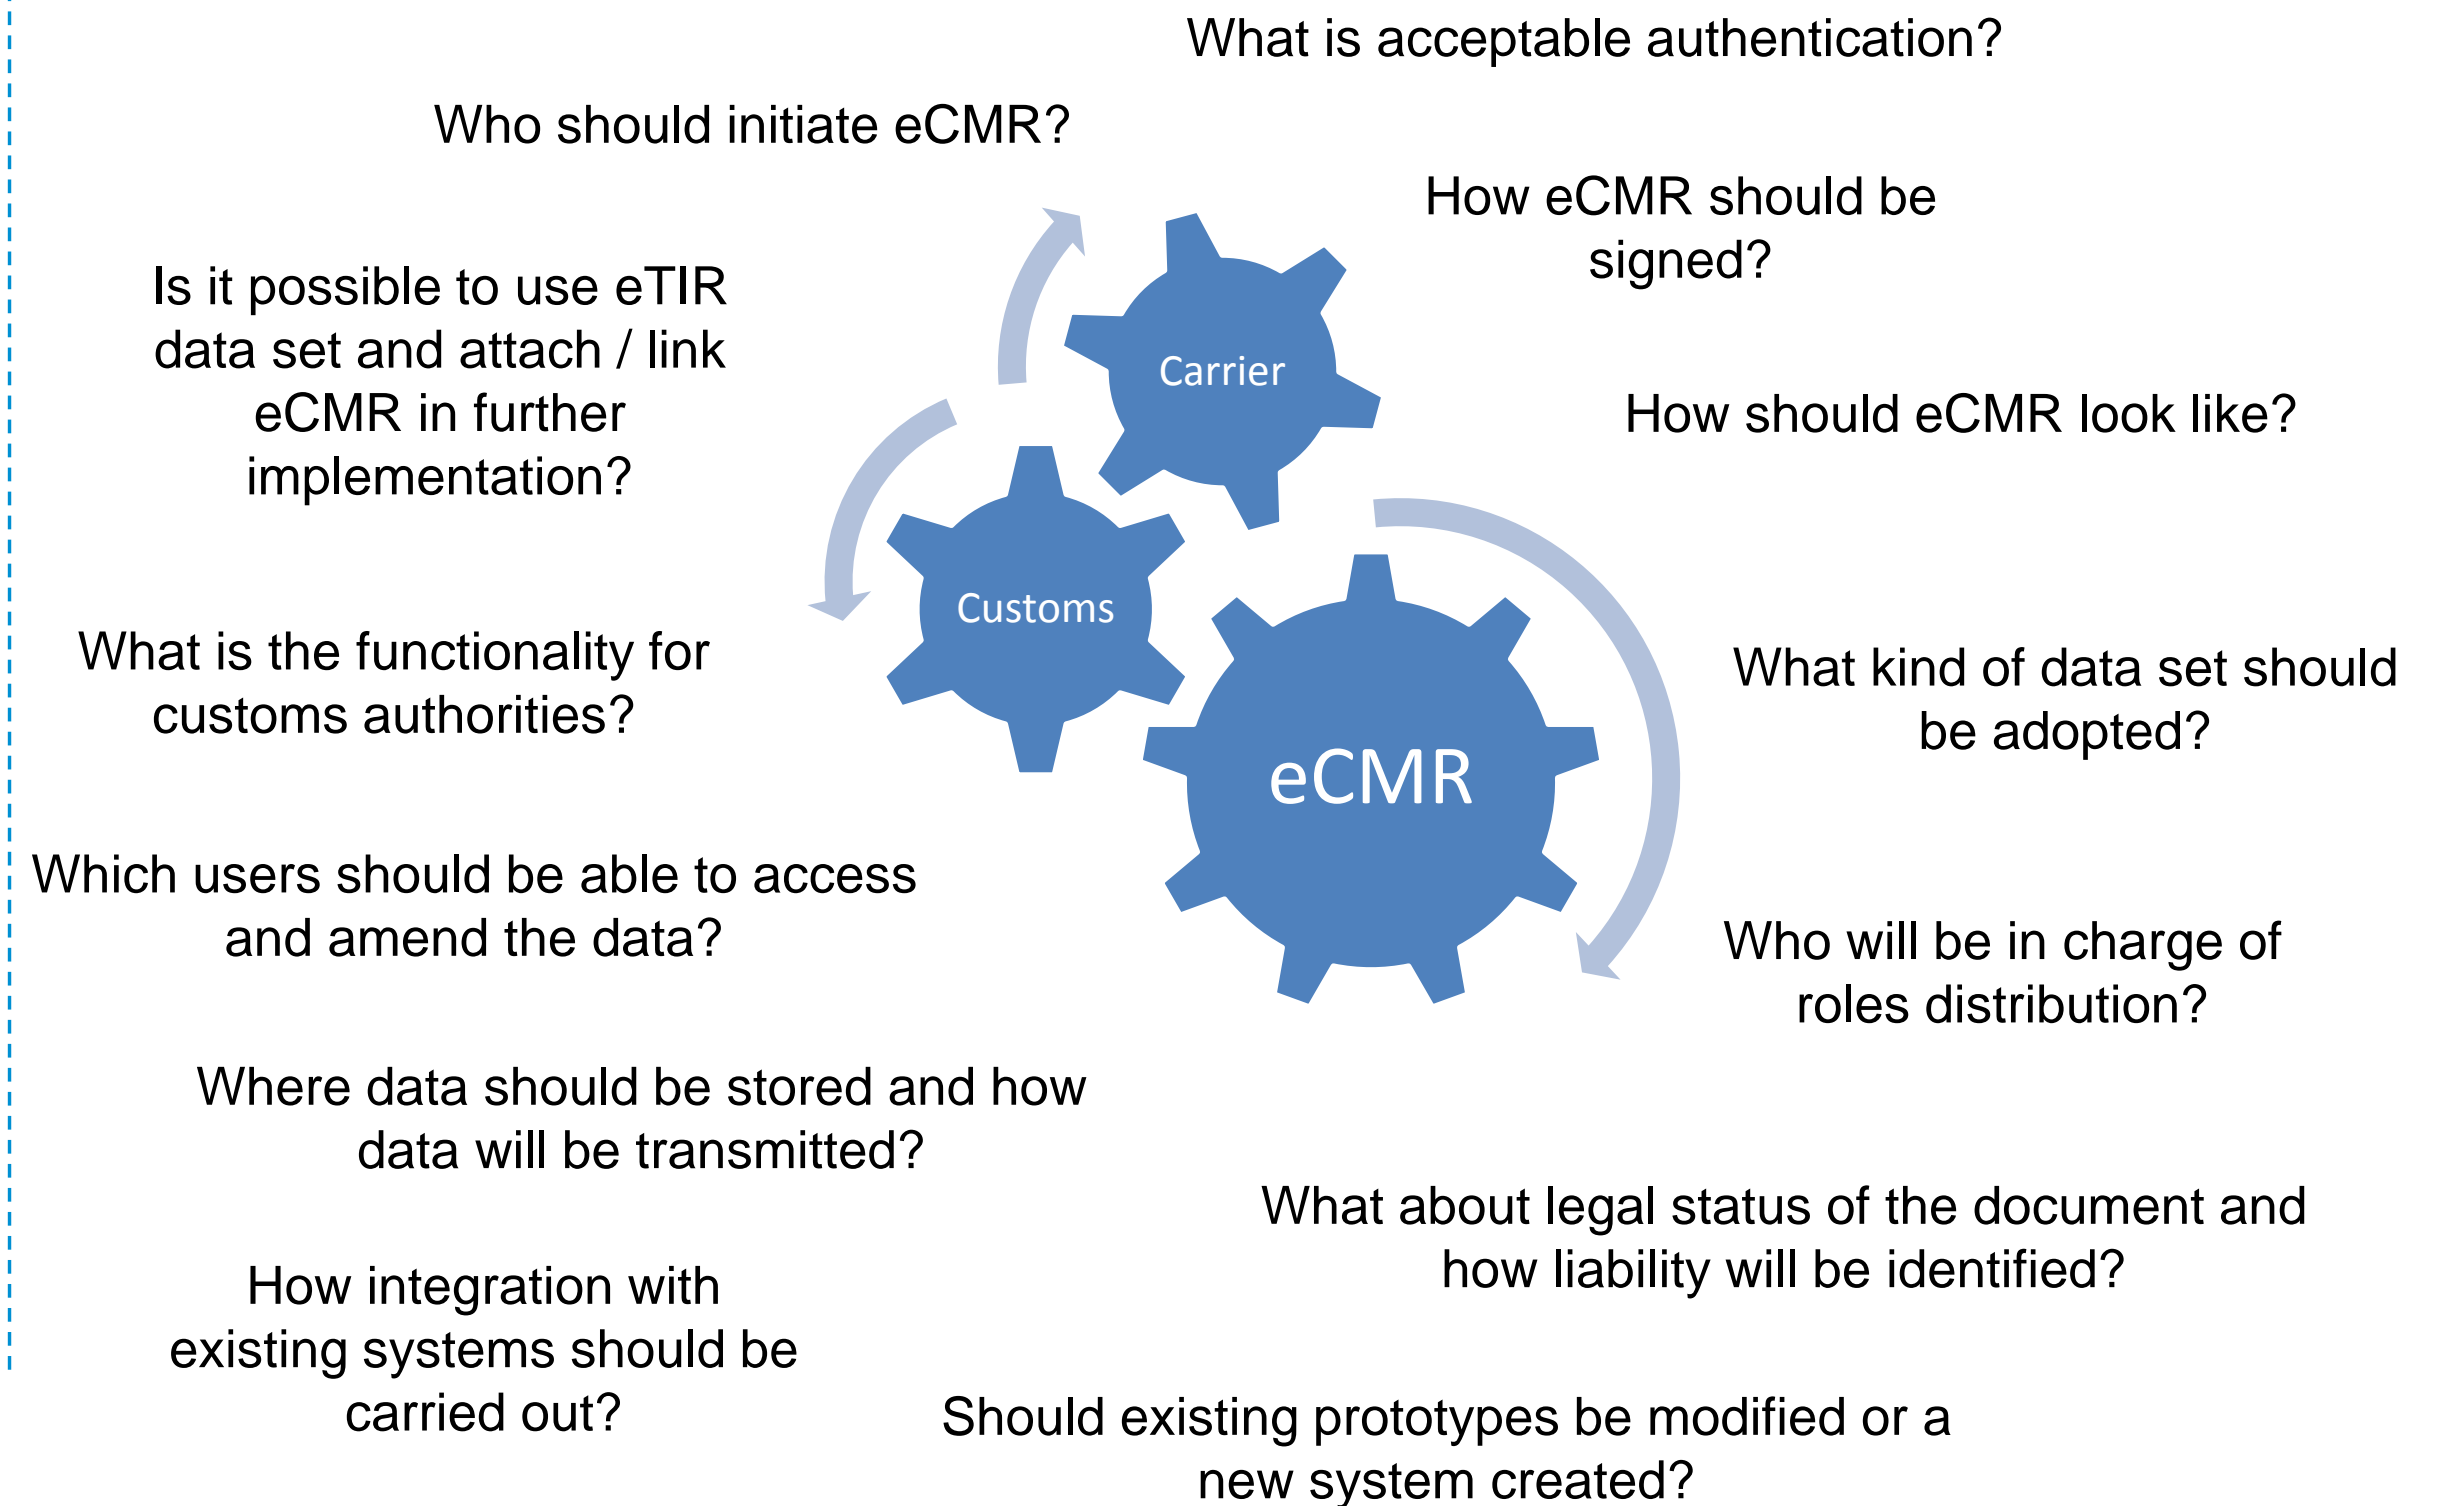 What is acceptable authentication?
Who should initiate eCMR?
How eCMR should be
signed?
Is it possible to use eTIR
data set and attach / link
eCMR in further
implementation?
Carrier
How should eCMR look like?
Customs
What is the functionality for
customs authorities?
What kind of data set should
be adopted?
eCMR
Which users should be able to access
and amend the data?
Who will be in charge of
roles distribution?
Where data should be stored and how
data will be transmitted?
What about legal status of the document and
how liability will be identified?
How integration with
existing systems should be
carried out?
Should existing prototypes be modified or a
new system created?